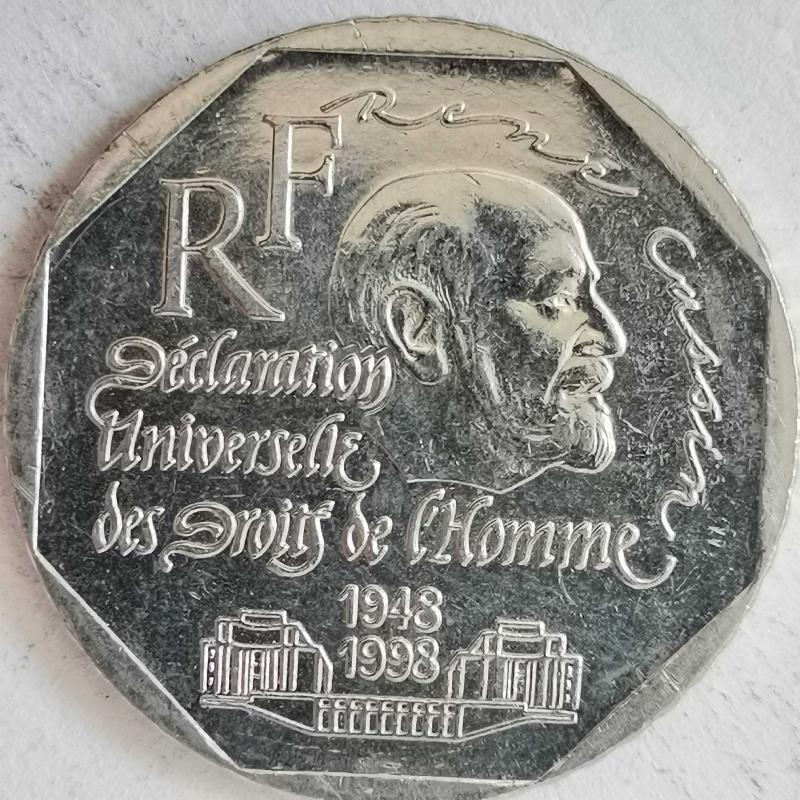 RF
René Cassin
Déclaration
Universelle
des Droits de l'Homme
1948
1998